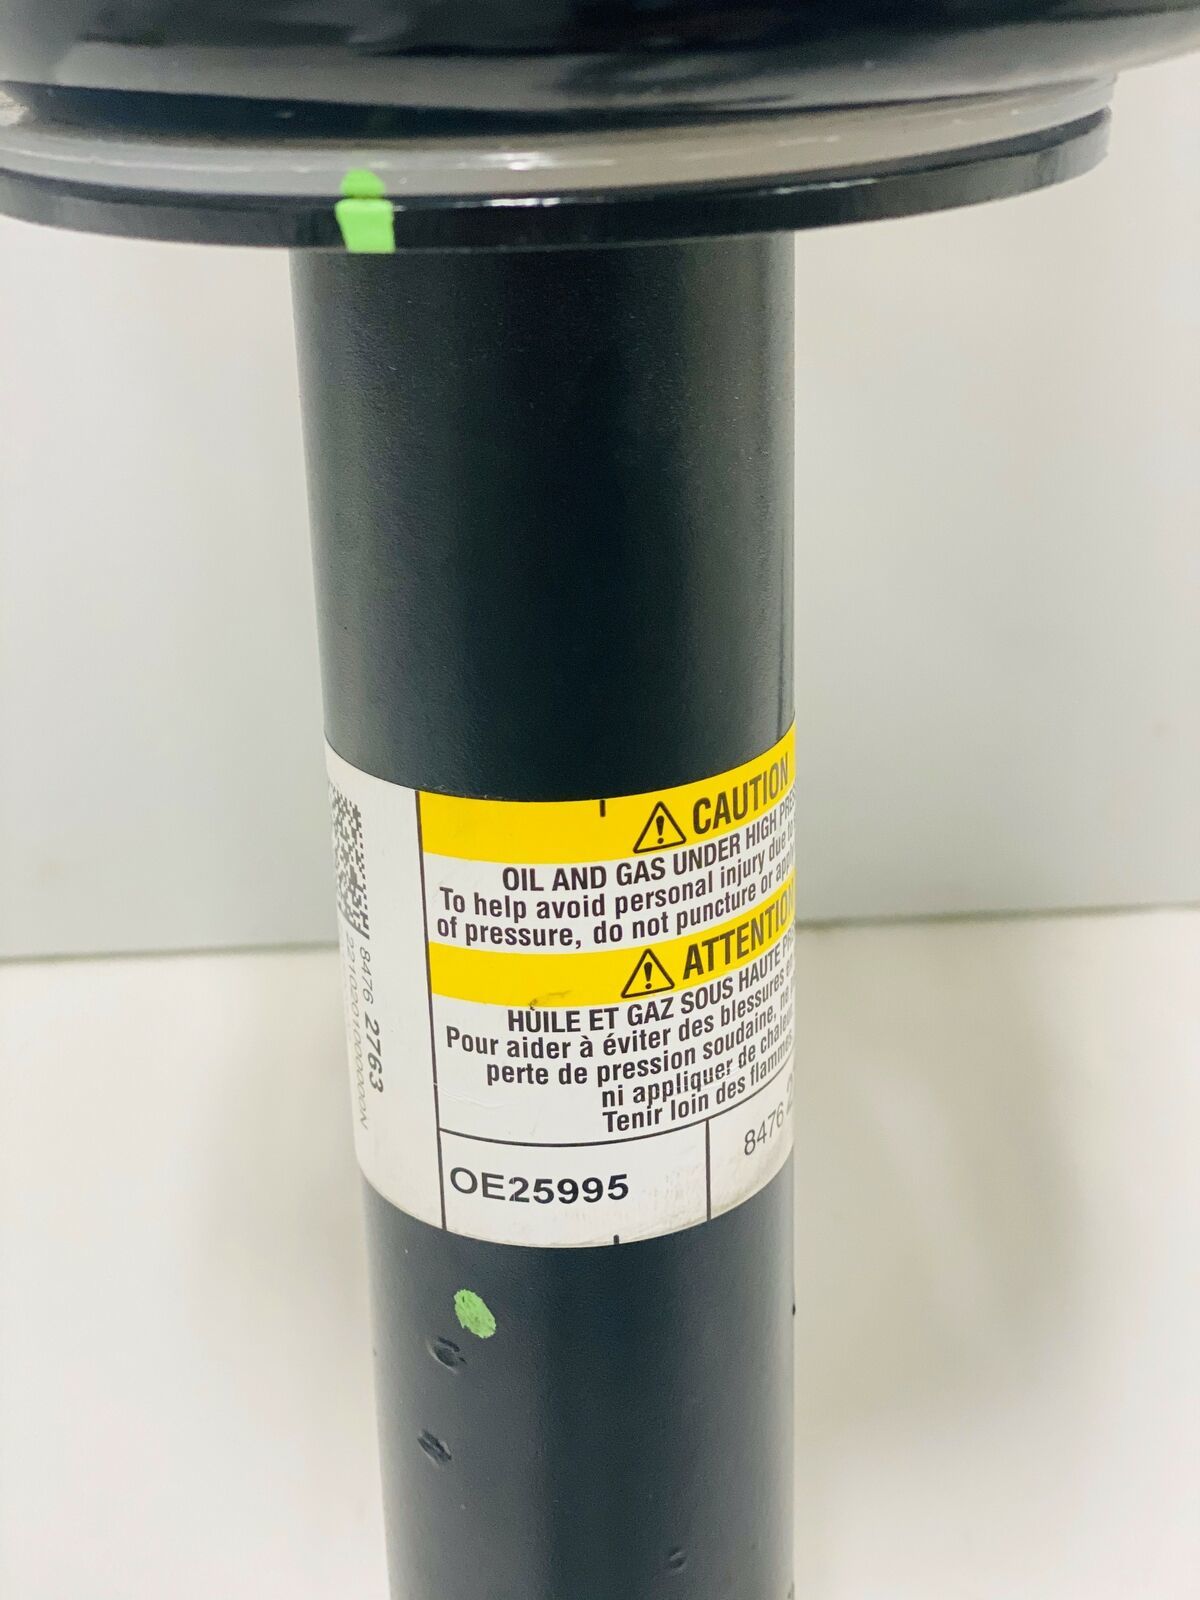 CAUTION
OIL AND GAS UNDER HIGH
To help avoid personal injury due
of pressure, do not puncture or
ATTENTION
HUILE ET GAZ SOUS HAUTE
Pour aider à éviter des blessures
perte de pression soudaine,
ni appliquer de
Tenir loin des flammes
OE25995
8476
8476 2763